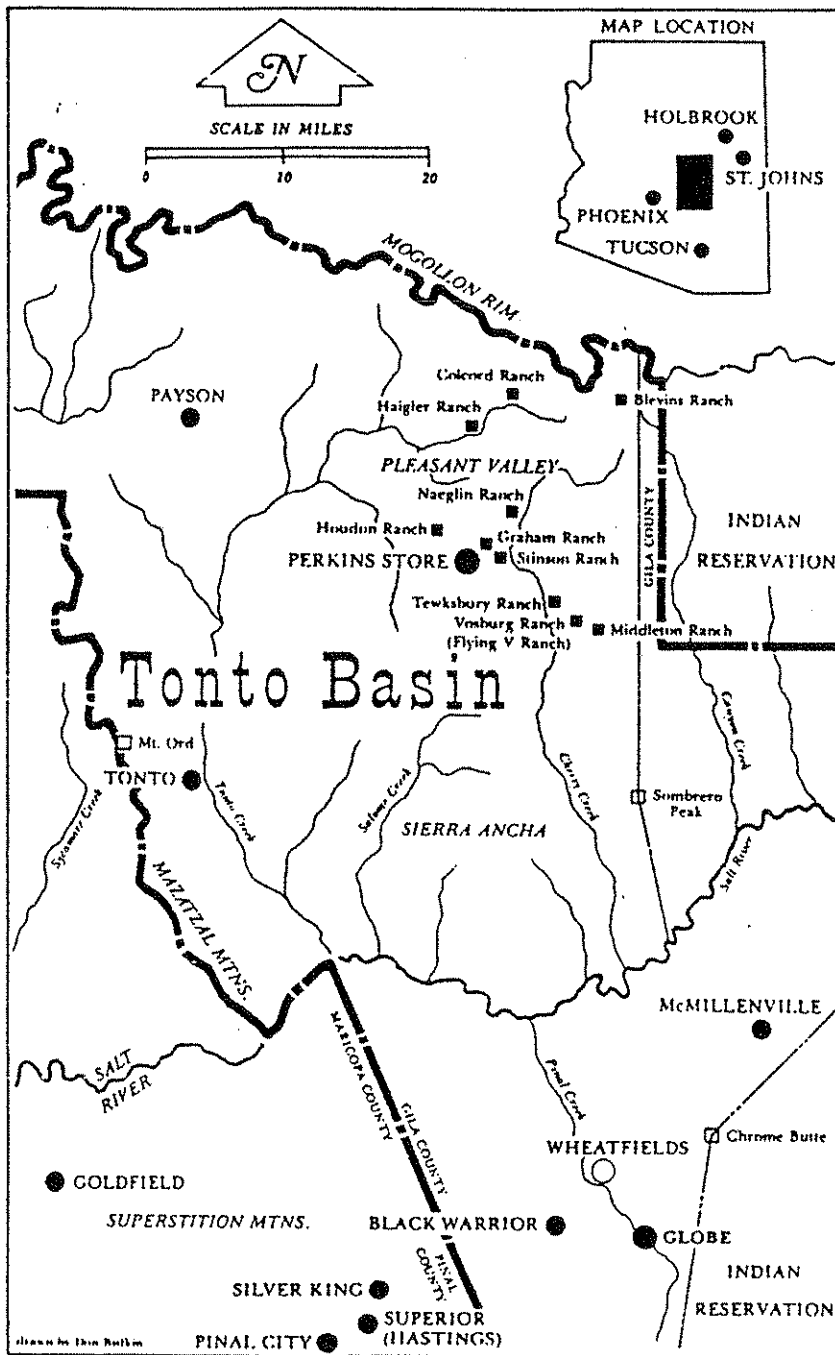 MAP LOCATION
N
SCALE IN MILES
0 10 20
HOLBROOK
ST. JOHNS
PHOENIX
TUCSON
MOGOLLON RIM
PAYSON
Colcord Ranch
Haigler Ranch
Blevins Ranch
PLEASANT VALLEY
Naeglin Ranch
Houdon Ranch
Graham Ranch
PERKINS STORE
Stinson Ranch
GILA COUNTY
INDIAN
RESERVATION
Tewksbury Ranch
Vosburg Ranch
(Flying V Ranch)
Middleton Ranch
Tonto Basin
Mt. Ord
TONTO
Sycamore Creek
Tonto Creek
Salome Creek
Cherry Creek
Canyon Creek
SIERRA ANCHA
Sombrero
Peak
Salt River
MAZATZAL MTNS.
McMILLENVILLE
SALT
RIVER
MARICOPA COUNTY
GILA COUNTY
PINAL
COUNTY
Pinal Creek
Chrome Butte
WHEATFIELDS
GOLDFIELD
SUPERSTITION MTNS.
BLACK WARRIOR
GLOBE
INDIAN
RESERVATION
SILVER KING
SUPERIOR
(HASTINGS)
PINAL CITY
drawn by Don Bufkin